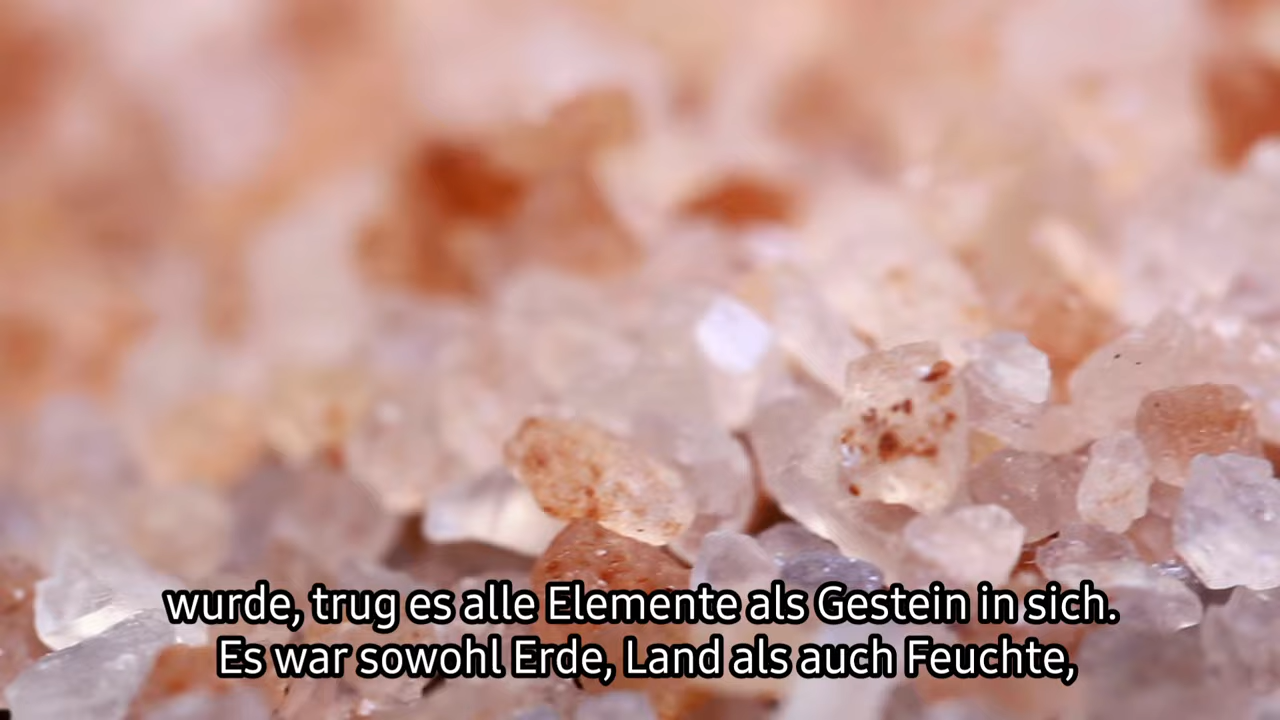 wurde, trug es alle Elemente als Gestein in sich.
Es war sowohl Erde, Land als auch Feuchte,